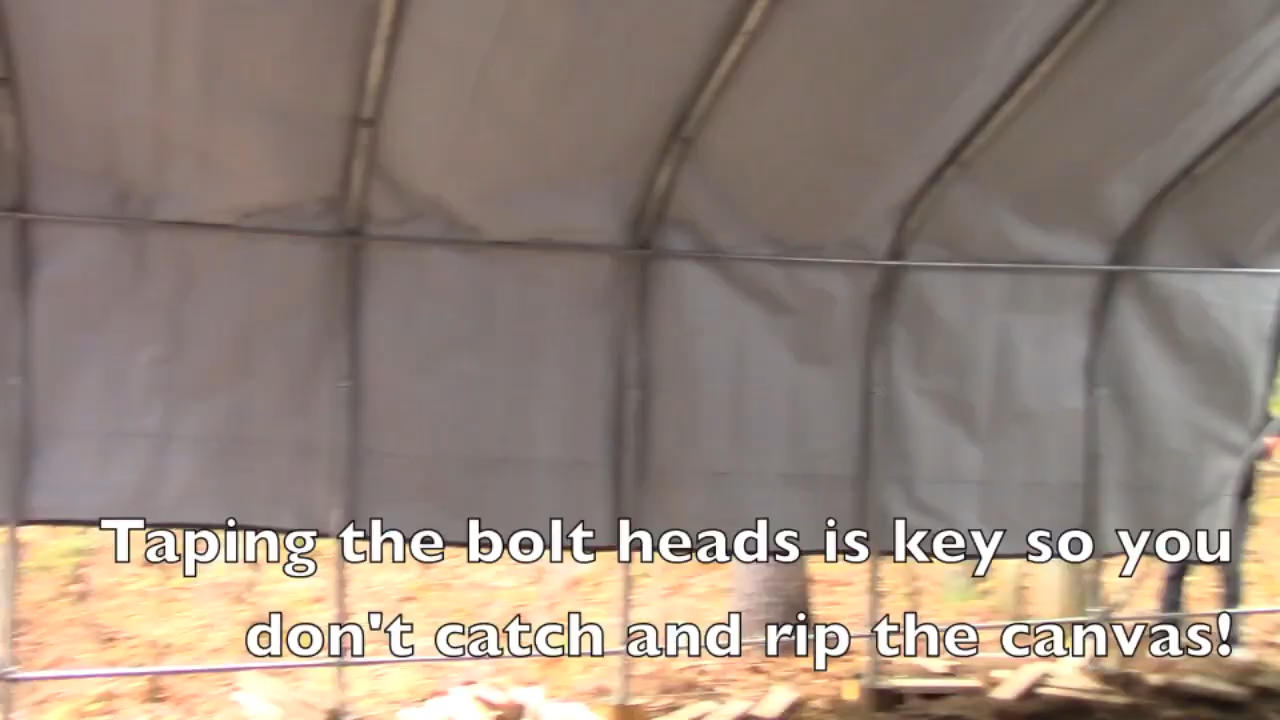 Taping the bolt heads is key so you
don't catch and rip the canvas!